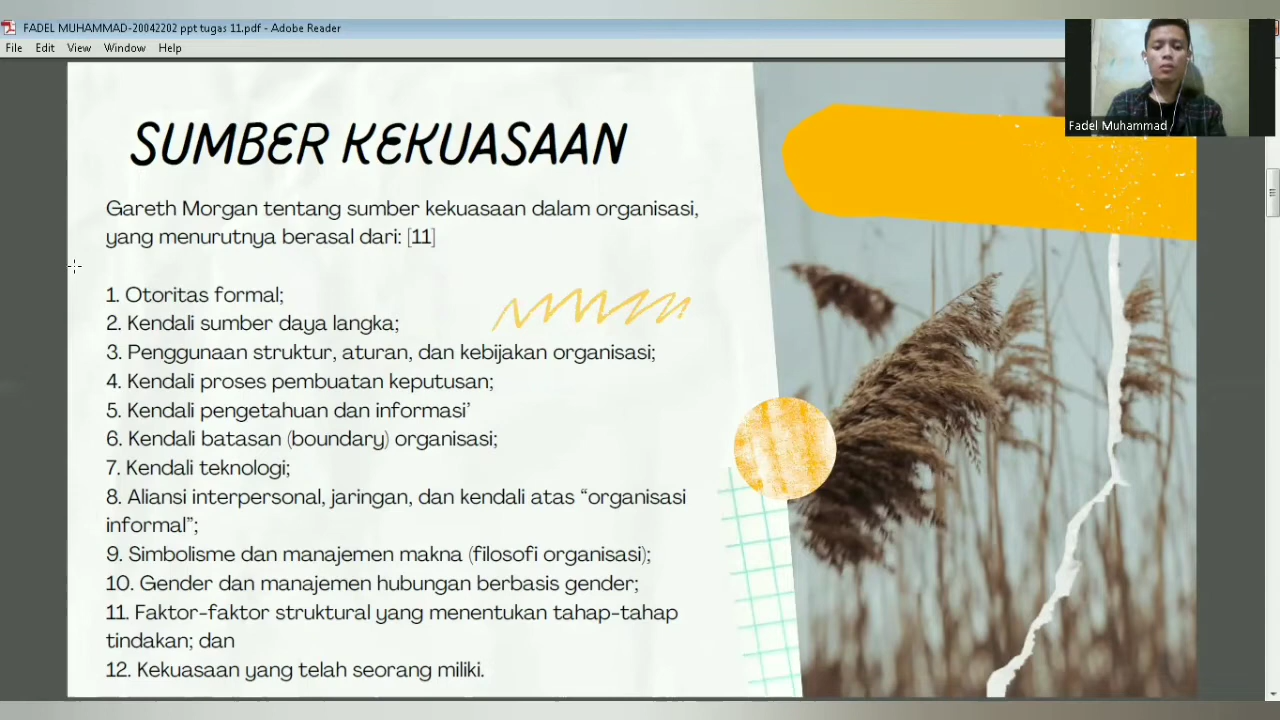 FADEL MUHAMMAD-20042202 ppt tugas 11.pdf - Adobe Reader
File Edit View Window Help
Fadel Muhammad
SUMBER KEKUASAAN
Gareth Morgan tentang sumber kekuasaan dalam organisasi,
yang menurutnya berasal dari: [11]
1. Otoritas formal;
2. Kendali sumber daya langka;
3. Penggunaan struktur, aturan, dan kebijakan organisasi;
4. Kendali proses pembuatan keputusan;
5. Kendali pengetahuan dan informasi’
6. Kendali batasan (boundary) organisasi;
7. Kendali teknologi;
8. Aliansi interpersonal, jaringan, dan kendali atas “organisasi
informal”;
9. Simbolisme dan manajemen makna (filosofi organisasi);
10. Gender dan manajemen hubungan berbasis gender;
11. Faktor-faktor struktural yang menentukan tahap-tahap
tindakan; dan
12. Kekuasaan yang telah seorang miliki.